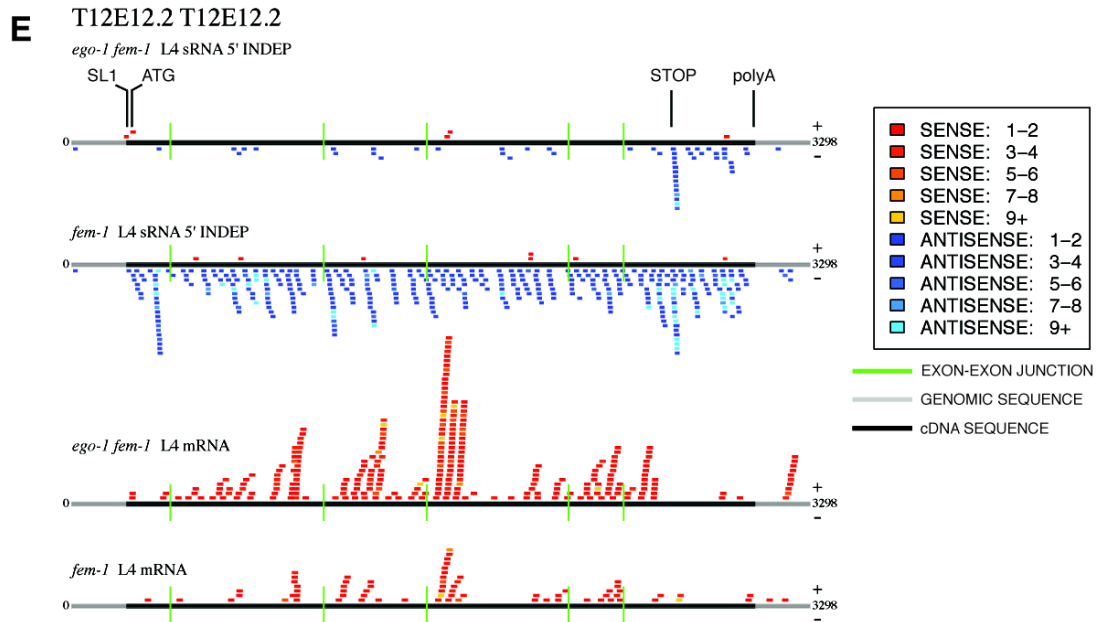 E
T12E12.2 T12E12.2
ego-1 fem-1 L4 sRNA 5' INDEP
SL1 ATG STOP polyA
+
0 3298
-
fem-1 L4 sRNA 5' INDEP
+
0 3298
-
ego-1 fem-1 L4 mRNA
+
0 3298
-
fem-1 L4 mRNA
+
0 3298
-
SENSE: 1-2
SENSE: 3-4
SENSE: 5-6
SENSE: 7-8
SENSE: 9+
ANTISENSE: 1-2
ANTISENSE: 3-4
ANTISENSE: 5-6
ANTISENSE: 7-8
ANTISENSE: 9+
EXON-EXON JUNCTION
GENOMIC SEQUENCE
cDNA SEQUENCE